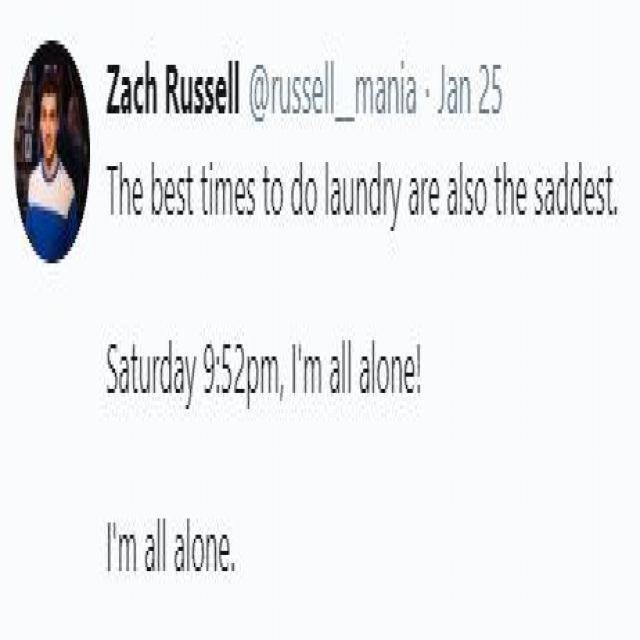 Zach Russell @russell_mania · Jan 25
The best times to do laundry are also the saddest.
Saturday 9:52pm, I'm all alone!
I'm all alone.